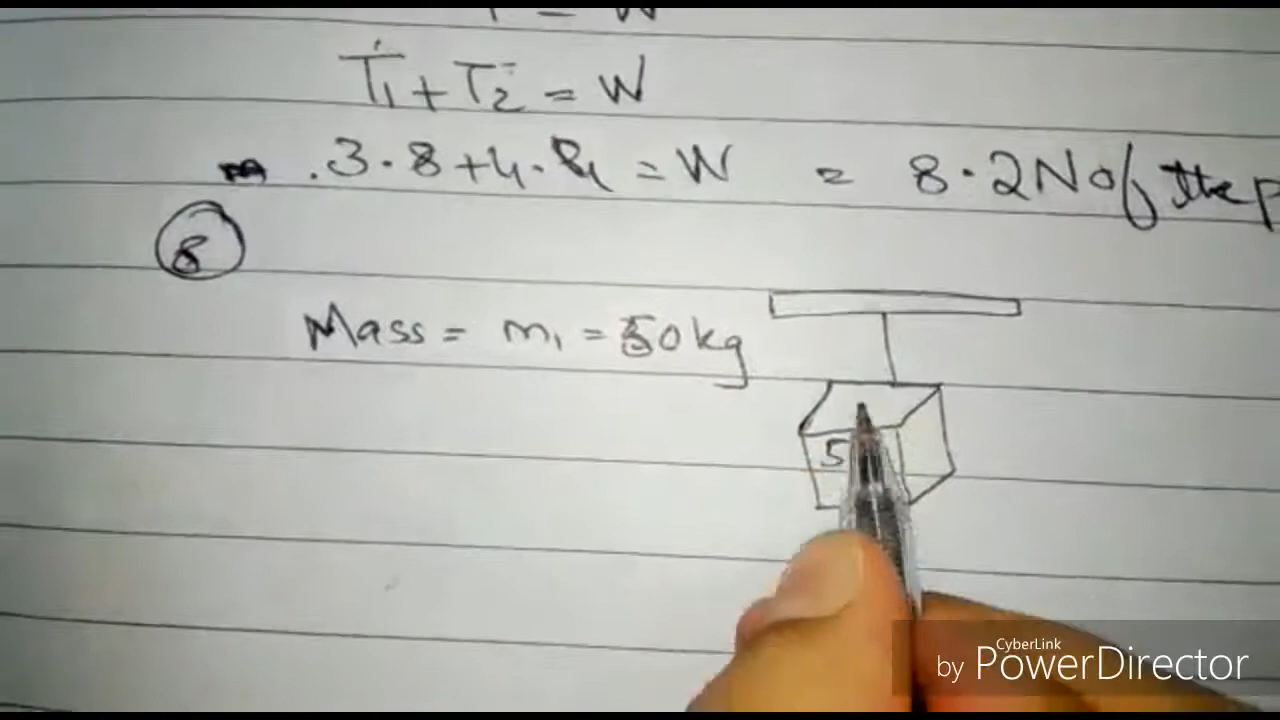 T₁ + T₂ = W
.3.8 + 4.4 = W = 8.2N of the
8
Mass = m₁ = 50kg
5
CyberLink
by PowerDirector